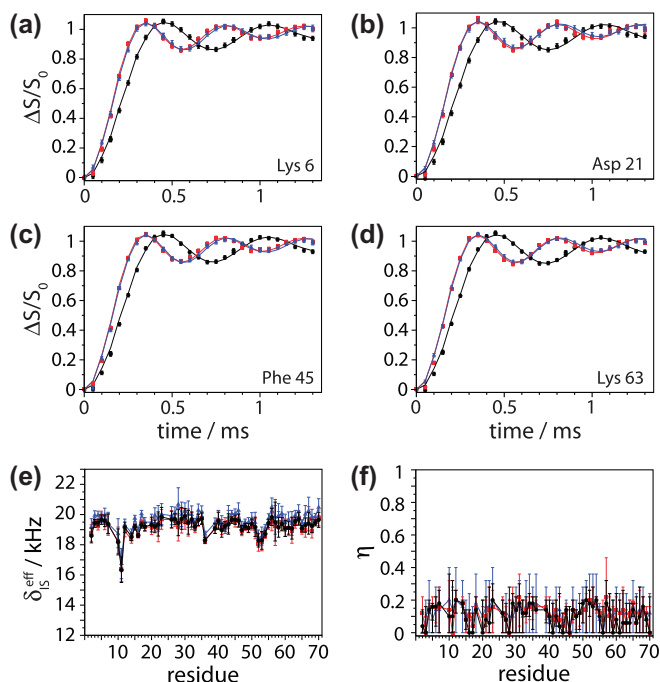 (a)
ΔS/S0
1
0.8
0.6
0.4
0.2
0
Lys 6
0 0.5 1
(b)
1
0.8
0.6
0.4
0.2
0
Asp 21
0 0.5 1
(c)
ΔS/S0
1
0.8
0.6
0.4
0.2
0
Phe 45
0 0.5 1
time / ms
(d)
1
0.8
0.6
0.4
0.2
0
Lys 63
0 0.5 1
time / ms
(e)
δIS eff / kHz
22
21
20
19
18
16
14
12
10 20 30 40 50 60 70
residue
(f)
η
1
0.8
0.6
0.4
0.2
0
10 20 30 40 50 60 70
residue